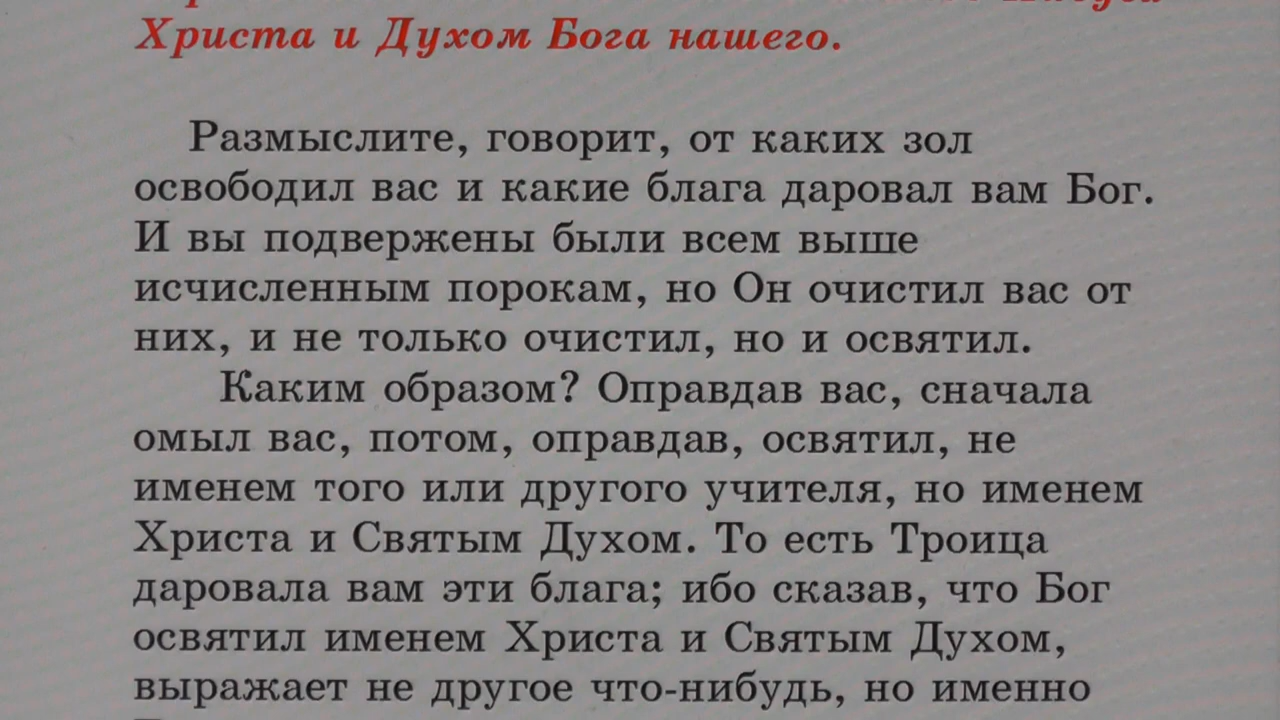 Христа и Духом Бога нашего.
Размыслите, говорит, от каких зол
освободил вас и какие блага даровал вам Бог.
И вы подвержены были всем выше
исчисленным порокам, но Он очистил вас от
них, и не только очистил, но и освятил.
Каким образом? Оправдав вас, сначала
омыл вас, потом, оправдав, освятил, не
именем того или другого учителя, но именем
Христа и Святым Духом. То есть Троица
даровала вам эти блага; ибо сказав, что Бог
освятил именем Христа и Святым Духом,
выражает не другое что-нибудь, но именно